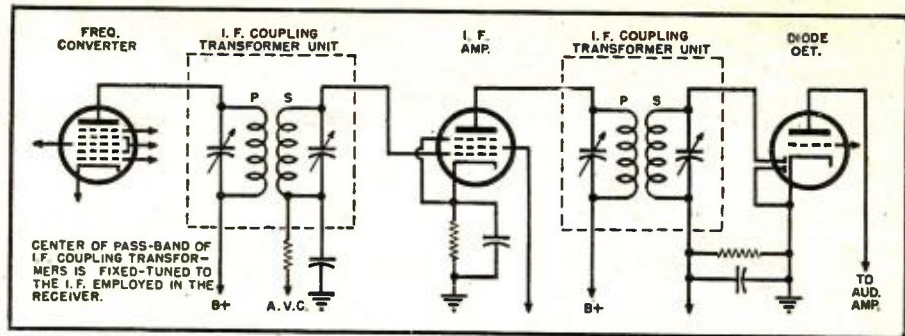 FREQ.
CONVERTER
I. F. COUPLING
TRANSFORMER UNIT
I. F.
AMP.
I. F. COUPLING
TRANSFORMER UNIT
DIODE
DET.
P S
P S
CENTER OF PASS-BAND OF
I.F. COUPLING TRANSFOR-
MERS IS FIXED-TUNED TO
THE I.F. EMPLOYED IN THE
RECEIVER.
B+
A.V.C.
B+
TO
AUD.
AMP.